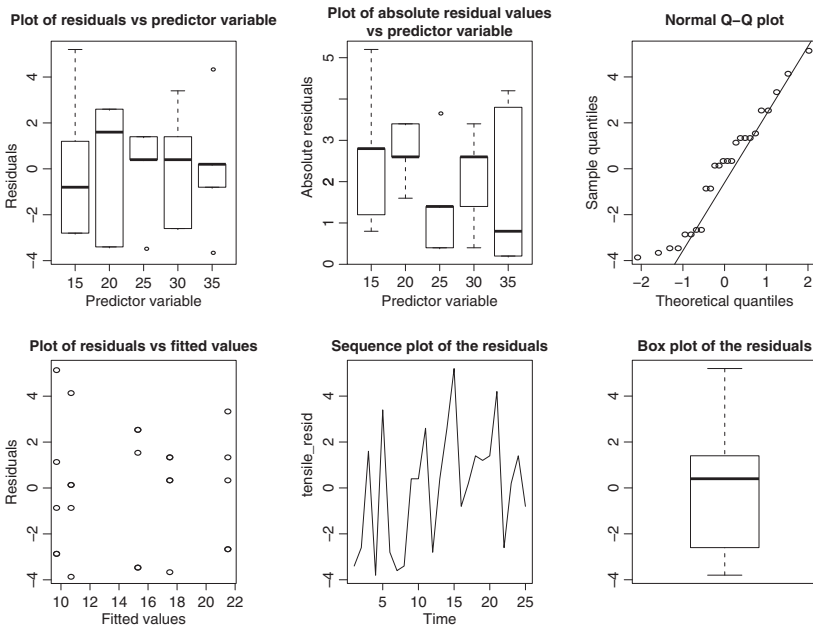 Plot of residuals vs predictor variable
Residuals
4
2
0
−2
−4
15 20 25 30 35
Predictor variable
Plot of absolute residual values
vs predictor variable
Absolute residuals
5
3
2
1
0
15 20 25 30 35
Predictor variable
Normal Q−Q plot
Sample quantiles
4
2
0
−2
−4
−2 −1 0 1 2
Theoretical quantiles
Plot of residuals vs fitted values
Residuals
4
2
0
−2
−4
10 12 14 16 18 20 22
Fitted values
Sequence plot of the residuals
tensile_resid
4
2
0
−2
−4
5 10 15 20 25
Time
Box plot of the residuals
4
2
0
−2
−4